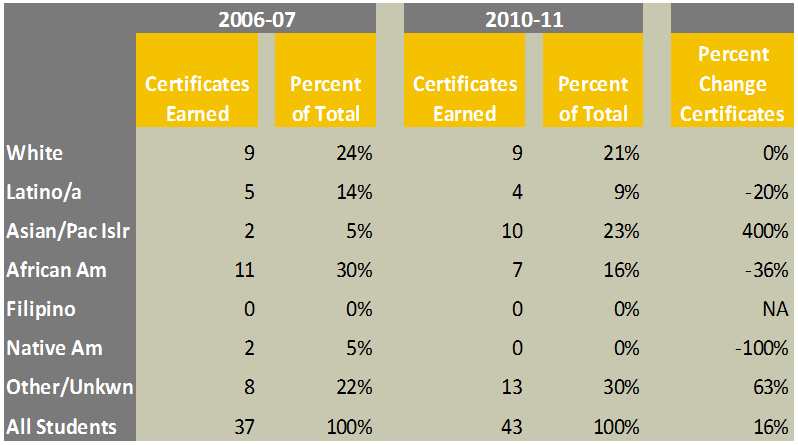 2006-07 2010-11
Percent
Certificates Percent Certificates Percent Change
Earned of Total Earned of Total Certificates
White 9 24% 9 21% 0%
Latino/a 5 14% 4 9% -20%
Asian/Pac Islr 2 5% 10 23% 400%
African Am 11 30% 7 16% -36%
Filipino 0 0% 0 0% NA
Native Am 2 5% 0 0% -100%
Other/Unkwn 8 22% 13 30% 63%
All Students 37 100% 43 100% 16%